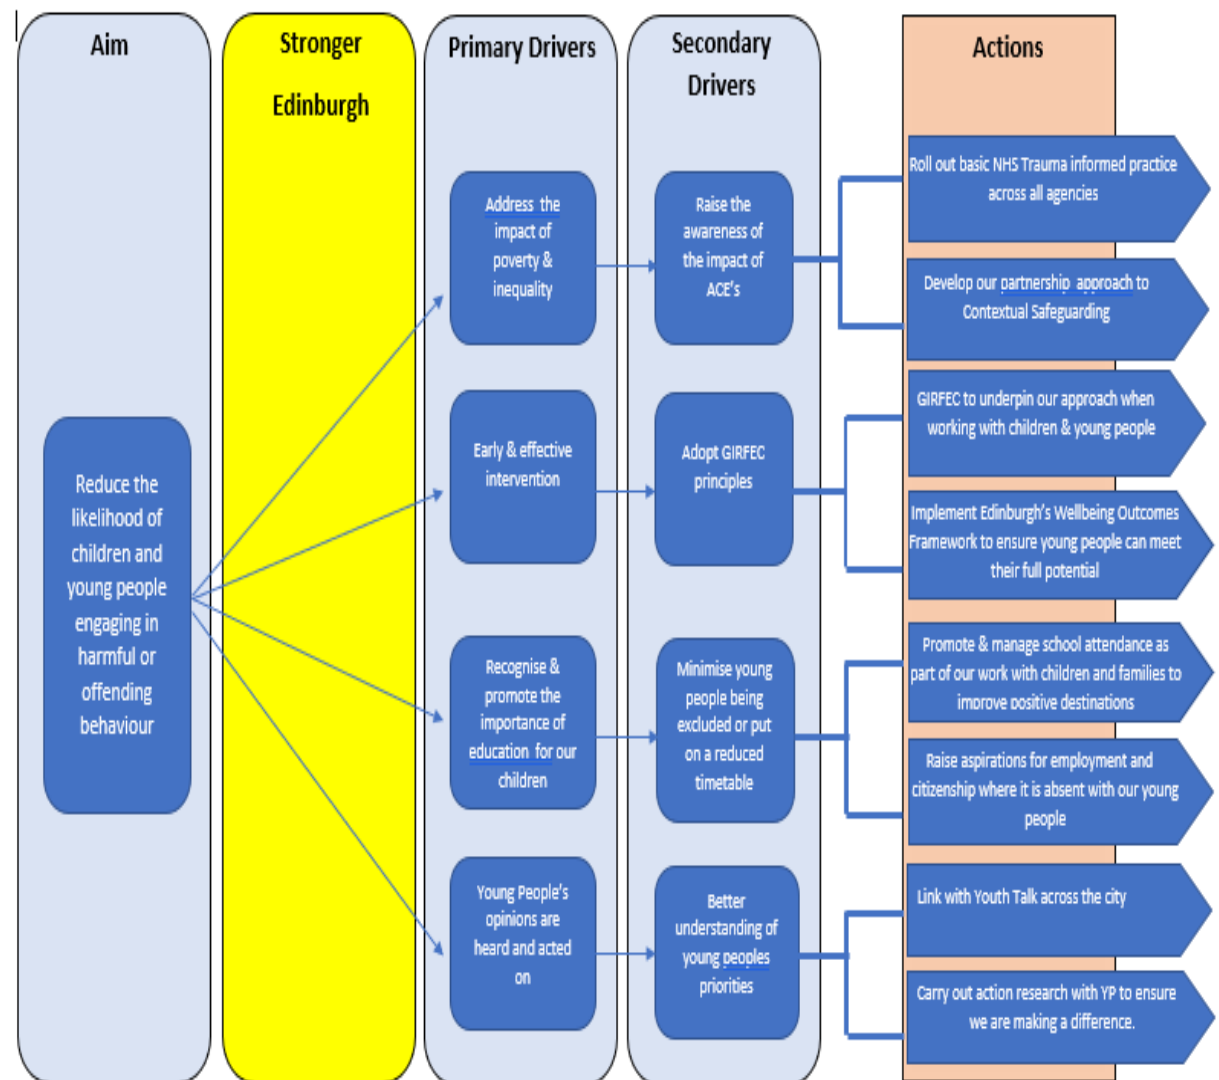 Aim
Stronger
Edinburgh
Primary Drivers
Secondary
Drivers
Actions
Reduce the
likelihood of
children and
young people
engaging in
harmful or
offending
behaviour
Address the
impact of
poverty &
inequality
Raise the
awareness of
the impact of
ACE's
Roll out basic NHS Trauma informed practice
across all agencies
Develop our partnership approach to
Contextual Safeguarding
Early & effective
intervention
Adopt GIRFEC
principles
GIRFEC to underpin our approach when
working with children & young people
Implement Edinburgh's Wellbeing Outcomes
Framework to ensure young people can meet
their full potential
Recognise &
promote the
importance of
education for our
children
Minimise young
people being
excluded or put
on a reduced
timetable
Promote & manage school attendance as
part of our work with children and families to
improve positive destinations
Raise aspirations for employment and
citizenship where it is absent with our young
people
Young People's
opinions are
heard and acted
on
Better
understanding of
young peoples
priorities
Link with Youth Talk across the city
Carry out action research with YP to ensure
we are making a difference.